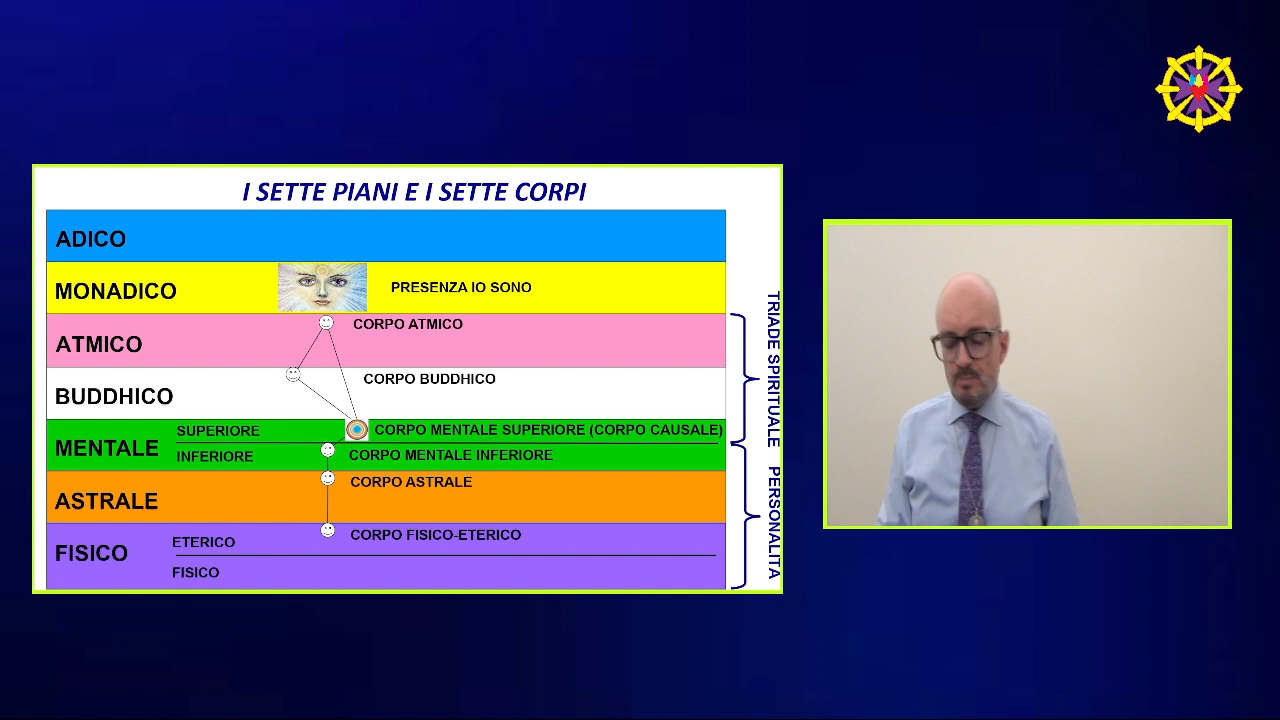 I SETTE PIANI E I SETTE CORPI
ADICO
MONADICO
PRESENZA IO SONO
ATMICO
CORPO ATMICO
BUDDHICO
CORPO BUDDHICO
MENTALE
SUPERIORE
CORPO MENTALE SUPERIORE (CORPO CAUSALE)
INFERIORE
CORPO MENTALE INFERIORE
ASTRALE
CORPO ASTRALE
FISICO
ETERICO
CORPO FISICO-ETERICO
FISICO
TRIADE SPIRITUALE
PERSONALITA